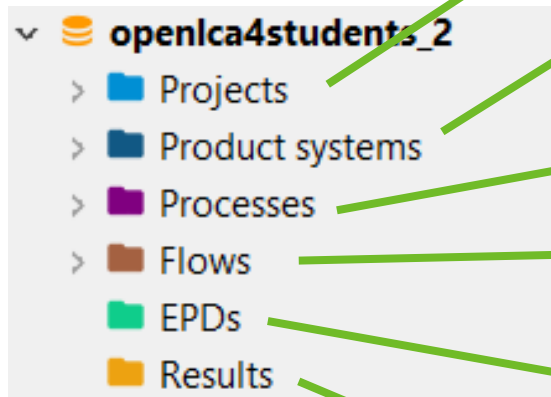 openlca4students_2
Projects
Product systems
Processes
Flows
EPDs
Results